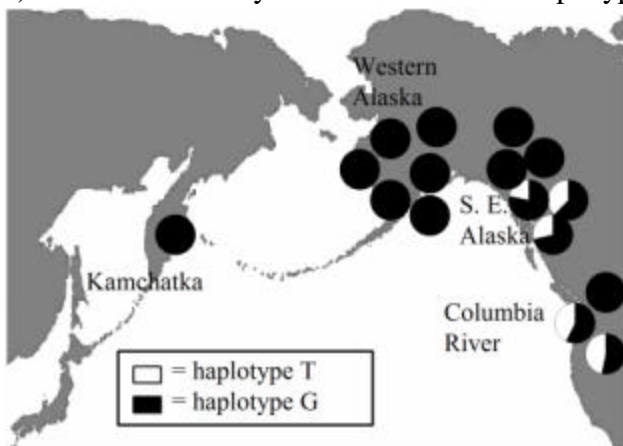 Western
Alaska
S. E.
Alaska
Kamchatka
Columbia
River
= haplotype T
= haplotype G